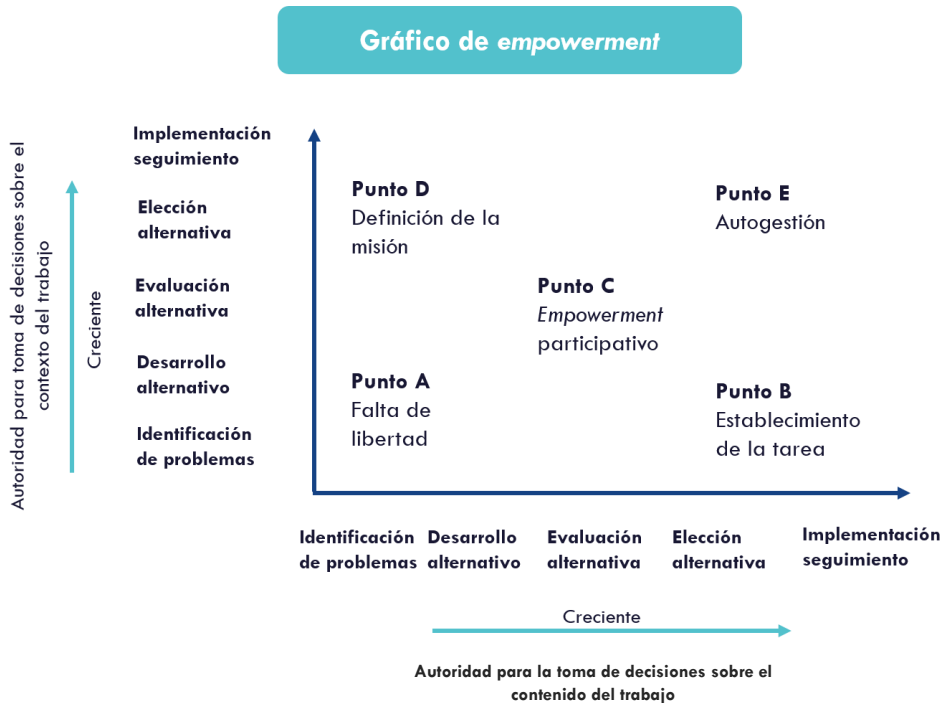 Gráfico de empowerment
Autoridad para toma de decisiones sobre el
contexto del trabajo
Creciente
Implementación
seguimiento
Elección
alternativa
Evaluación
alternativa
Desarrollo
alternativo
Identificación
de problemas
Punto D
Definición de la
misión
Punto E
Autogestión
Punto C
Empowerment
participativo
Punto A
Falta de
libertad
Punto B
Establecimiento
de la tarea
Identificación
de problemas
Desarrollo
alternativo
Evaluación
alternativa
Elección
alternativa
Implementación
seguimiento
Creciente
Autoridad para la toma de decisiones sobre el
contenido del trabajo